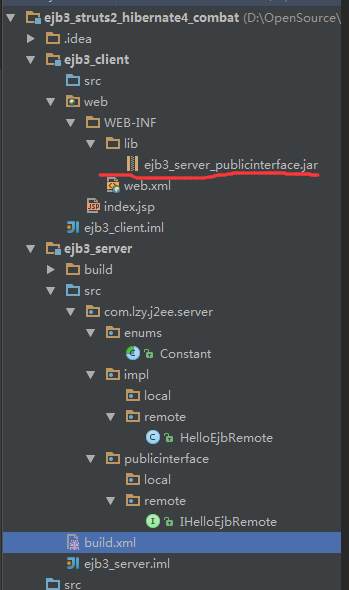 ejb3_struts2_hibernate4_combat (D:\OpenSource\
.idea
ejb3_client
src
web
WEB-INF
lib
ejb3_server_publicinterface.jar
web.xml
JSP index.jsp
ejb3_client.iml
ejb3_server
build
src
com.lzy.j2ee.server
enums
Constant
impl
local
remote
HelloEjbRemote
publicinterface
local
remote
IHelloEjbRemote
build.xml
ejb3_server.iml
src